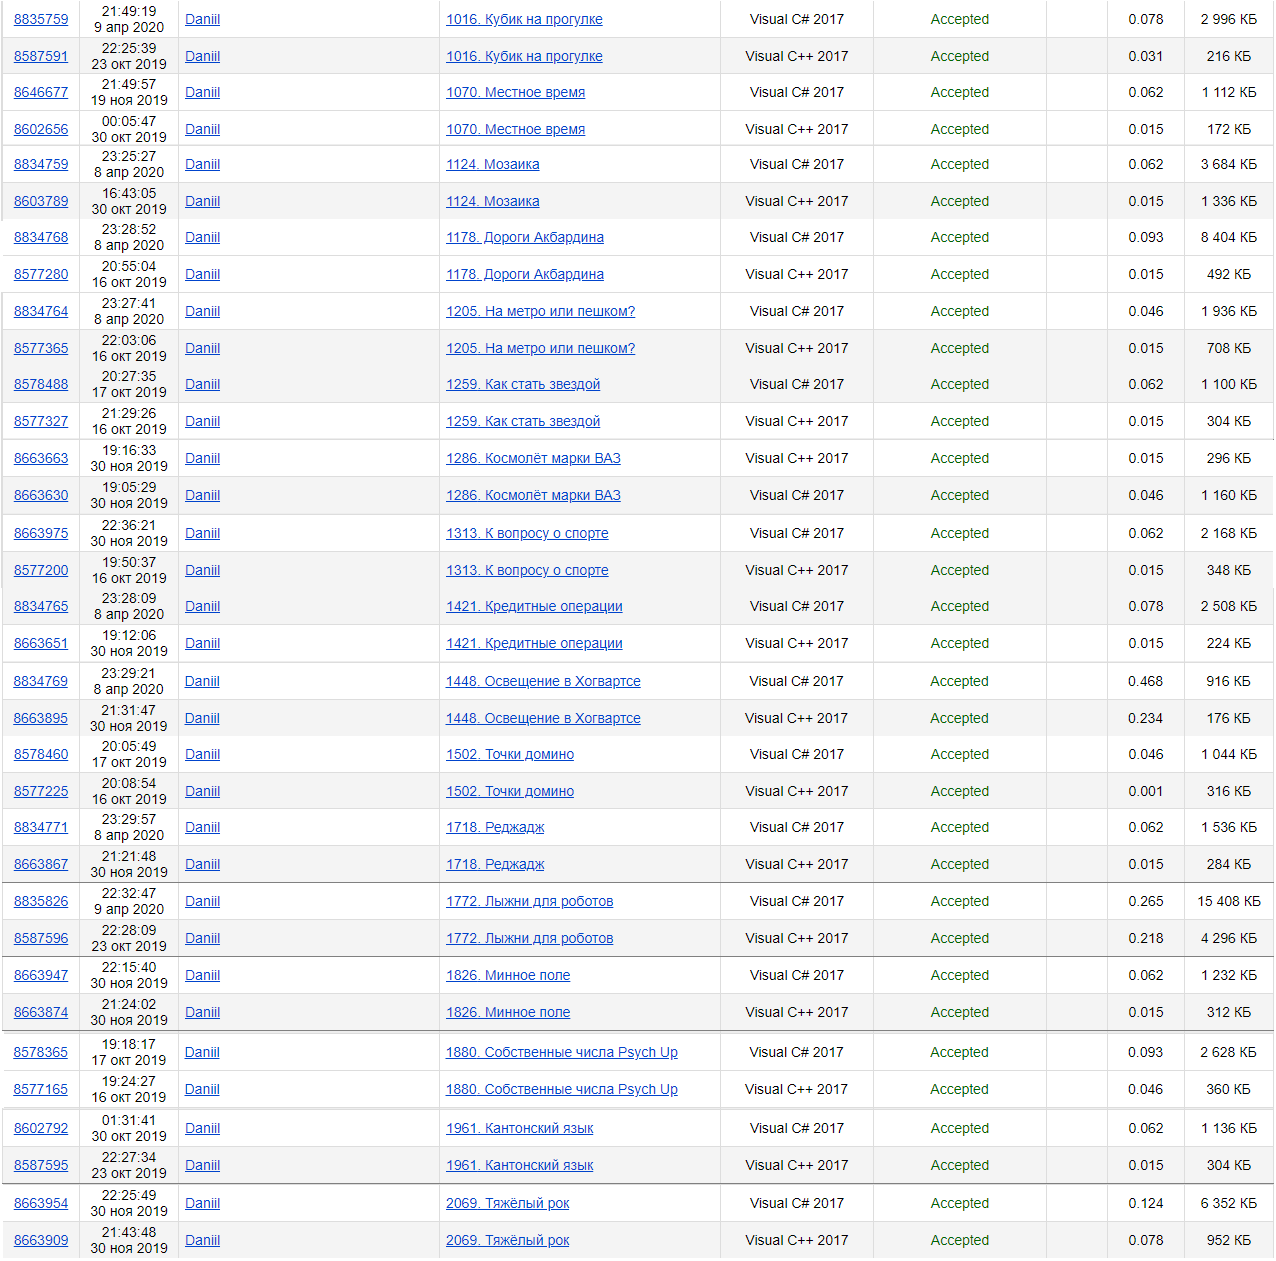 8835759 21:49:19 9 апр 2020 Daniil 1016. Кубик на прогулке Visual C# 2017 Accepted 0.078 2 996 КБ
8587591 22:25:39 23 окт 2019 Daniil 1016. Кубик на прогулке Visual C++ 2017 Accepted 0.031 216 КБ
8646677 21:49:57 19 ноя 2019 Daniil 1070. Местное время Visual C# 2017 Accepted 0.062 1 112 КБ
8602656 00:05:47 30 окт 2019 Daniil 1070. Местное время Visual C++ 2017 Accepted 0.015 172 КБ
8834759 23:25:27 8 апр 2020 Daniil 1124. Мозаика Visual C# 2017 Accepted 0.062 3 684 КБ
8603789 16:43:05 30 окт 2019 Daniil 1124. Мозаика Visual C++ 2017 Accepted 0.015 1 336 КБ
8834768 23:28:52 8 апр 2020 Daniil 1178. Дороги Акбардина Visual C# 2017 Accepted 0.093 8 404 КБ
8577280 20:55:04 16 окт 2019 Daniil 1178. Дороги Акбардина Visual C++ 2017 Accepted 0.015 492 КБ
8834764 23:27:41 8 апр 2020 Daniil 1205. На метро или пешком? Visual C# 2017 Accepted 0.046 1 936 КБ
8577365 22:03:06 16 окт 2019 Daniil 1205. На метро или пешком? Visual C++ 2017 Accepted 0.015 708 КБ
8578488 20:27:35 17 окт 2019 Daniil 1259. Как стать звездой Visual C# 2017 Accepted 0.062 1 100 КБ
8577327 21:29:26 16 окт 2019 Daniil 1259. Как стать звездой Visual C++ 2017 Accepted 0.015 304 КБ
8663663 19:16:33 30 ноя 2019 Daniil 1286. Космолёт марки ВАЗ Visual C++ 2017 Accepted 0.015 296 КБ
8663630 19:05:29 30 ноя 2019 Daniil 1286. Космолёт марки ВАЗ Visual C# 2017 Accepted 0.046 1 160 КБ
8663975 22:36:21 30 ноя 2019 Daniil 1313. К вопросу о спорте Visual C# 2017 Accepted 0.062 2 168 КБ
8577200 19:50:37 16 окт 2019 Daniil 1313. К вопросу о спорте Visual C++ 2017 Accepted 0.015 348 КБ
8834765 23:28:09 8 апр 2020 Daniil 1421. Кредитные операции Visual C# 2017 Accepted 0.078 2 508 КБ
8663651 19:12:06 30 ноя 2019 Daniil 1421. Кредитные операции Visual C++ 2017 Accepted 0.015 224 КБ
8834769 23:29:21 8 апр 2020 Daniil 1448. Освещение в Хогвартсе Visual C# 2017 Accepted 0.468 916 КБ
8663895 21:31:47 30 ноя 2019 Daniil 1448. Освещение в Хогвартсе Visual C++ 2017 Accepted 0.234 176 КБ
8578460 20:05:49 17 окт 2019 Daniil 1502. Точки домино Visual C# 2017 Accepted 0.046 1 044 КБ
8577225 20:08:54 16 окт 2019 Daniil 1502. Точки домино Visual C++ 2017 Accepted 0.001 316 КБ
8834771 23:29:57 8 апр 2020 Daniil 1718. Реджадж Visual C# 2017 Accepted 0.062 1 536 КБ
8663867 21:21:48 30 ноя 2019 Daniil 1718. Реджадж Visual C++ 2017 Accepted 0.015 284 КБ
8835826 22:32:47 9 апр 2020 Daniil 1772. Лыжни для роботов Visual C# 2017 Accepted 0.265 15 408 КБ
8587596 22:28:09 23 окт 2019 Daniil 1772. Лыжни для роботов Visual C++ 2017 Accepted 0.218 4 296 КБ
8663947 22:15:40 30 ноя 2019 Daniil 1826. Минное поле Visual C# 2017 Accepted 0.062 1 232 КБ
8663874 21:24:02 30 ноя 2019 Daniil 1826. Минное поле Visual C++ 2017 Accepted 0.015 312 КБ
8578365 19:18:17 17 окт 2019 Daniil 1880. Собственные числа Psych Up Visual C# 2017 Accepted 0.093 2 628 КБ
8577165 19:24:27 16 окт 2019 Daniil 1880. Собственные числа Psych Up Visual C++ 2017 Accepted 0.046 360 КБ
8602792 01:31:41 30 окт 2019 Daniil 1961. Кантонский язык Visual C# 2017 Accepted 0.062 1 136 КБ
8587595 22:27:34 23 окт 2019 Daniil 1961. Кантонский язык Visual C++ 2017 Accepted 0.015 304 КБ
8663954 22:25:49 30 ноя 2019 Daniil 2069. Тяжёлый рок Visual C# 2017 Accepted 0.124 6 352 КБ
8663909 21:43:48 30 ноя 2019 Daniil 2069. Тяжёлый рок Visual C++ 2017 Accepted 0.078 952 КБ